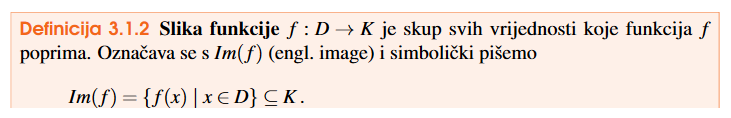 Definicija 3.1.2 Slika funkcije f : D → K je skup svih vrijednosti koje funkcija f
poprima. Označava se s Im(f) (engl. image) i simbolički pišemo
Im(f) = {f(x) | x ∈ D} ⊆ K.